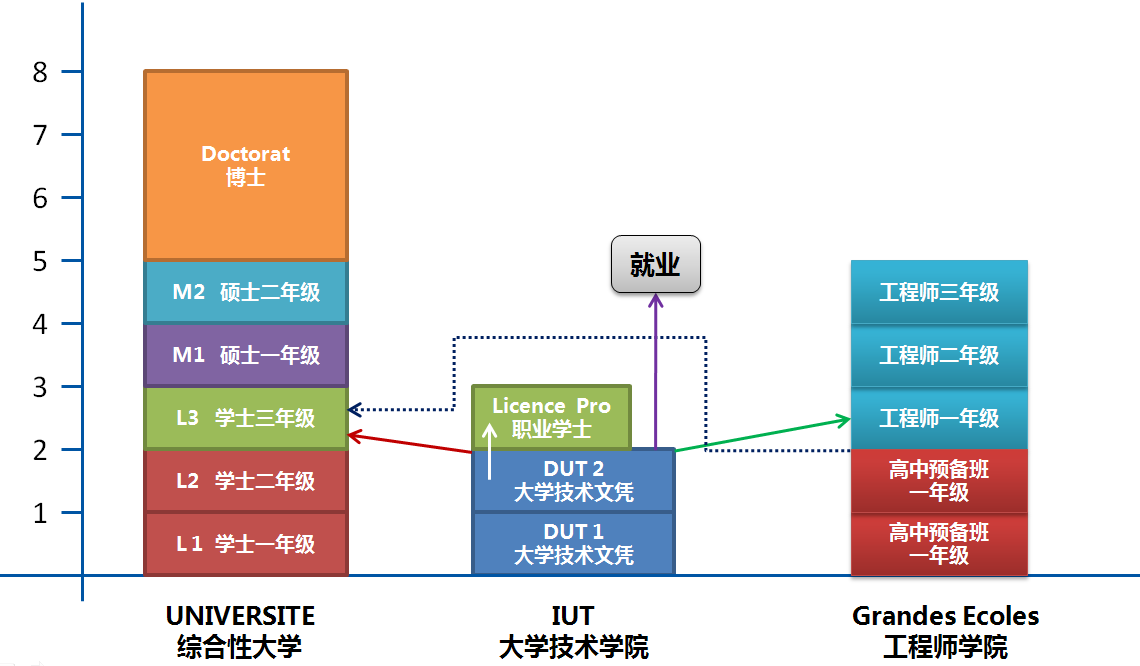 8
7
6
5
4
3
2
1
Doctorat
博士
M2 硕士二年级
M1 硕士一年级
L3 学士三年级
L2 学士二年级
L 1 学士一年级
UNIVERSITE
综合性大学
就业
Licence Pro
职业学士
DUT 2
大学技术文凭
DUT 1
大学技术文凭
IUT
大学技术学院
工程师三年级
工程师二年级
工程师一年级
高中预备班
一年级
高中预备班
一年级
Grandes Ecoles
工程师学院